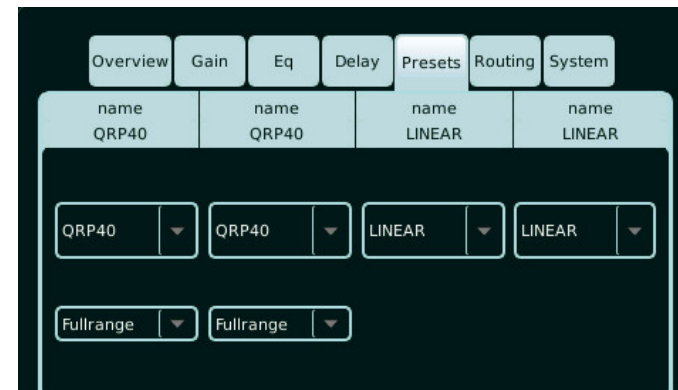 Overview Gain Eq Delay Presets Routing System
name name name name
QRP40 QRP40 LINEAR LINEAR
QRP40 QRP40 LINEAR LINEAR
Fullrange Fullrange